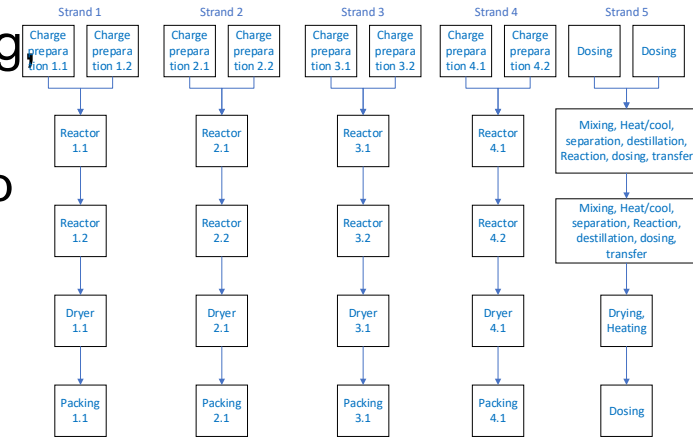 Strand 1
Strand 2
Strand 3
Strand 4
Strand 5
g,
o
Charge
prepara
tion 1.1
Charge
prepara
tion 1.2
Charge
prepara
tion 2.1
Charge
prepara
tion 2.2
Charge
prepara
tion 3.1
Charge
prepara
tion 3.2
Charge
prepara
tion 4.1
Charge
prepara
tion 4.2
Dosing
Dosing
Reactor
1.1
Reactor
2.1
Reactor
3.1
Reactor
4.1
Mixing, Heat/cool,
separation, destillation,
Reaction, dosing, transfer
Reactor
1.2
Reactor
2.2
Reactor
3.2
Reactor
4.2
Mixing, Heat/cool,
separation, Reaction,
destillation, dosing,
transfer
Dryer
1.1
Dryer
2.1
Dryer
3.1
Dryer
4.1
Drying,
Heating
Packing
1.1
Packing
2.1
Packing
3.1
Packing
4.1
Dosing